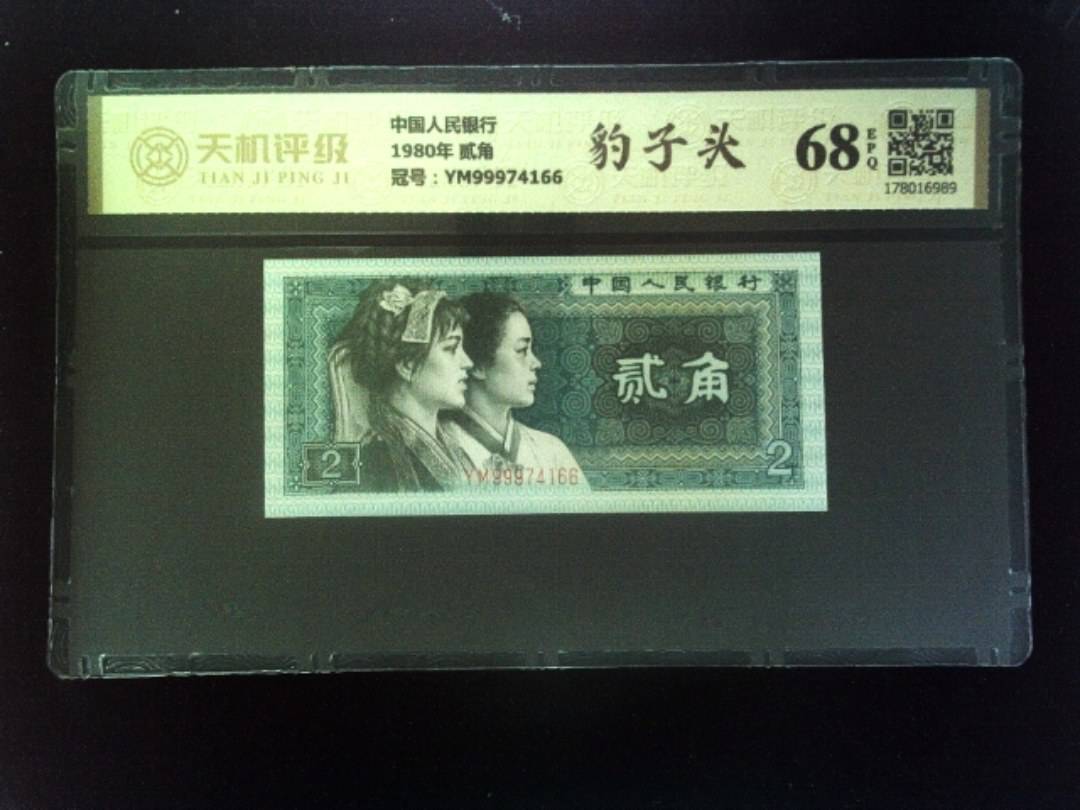 天机评级
TIAN JI PING JI
中国人民银行
1980年 贰角
冠号：YM99974166
豹子头
68
EPQ
178016989
中国人民银行
贰角
2
YM99974166
2